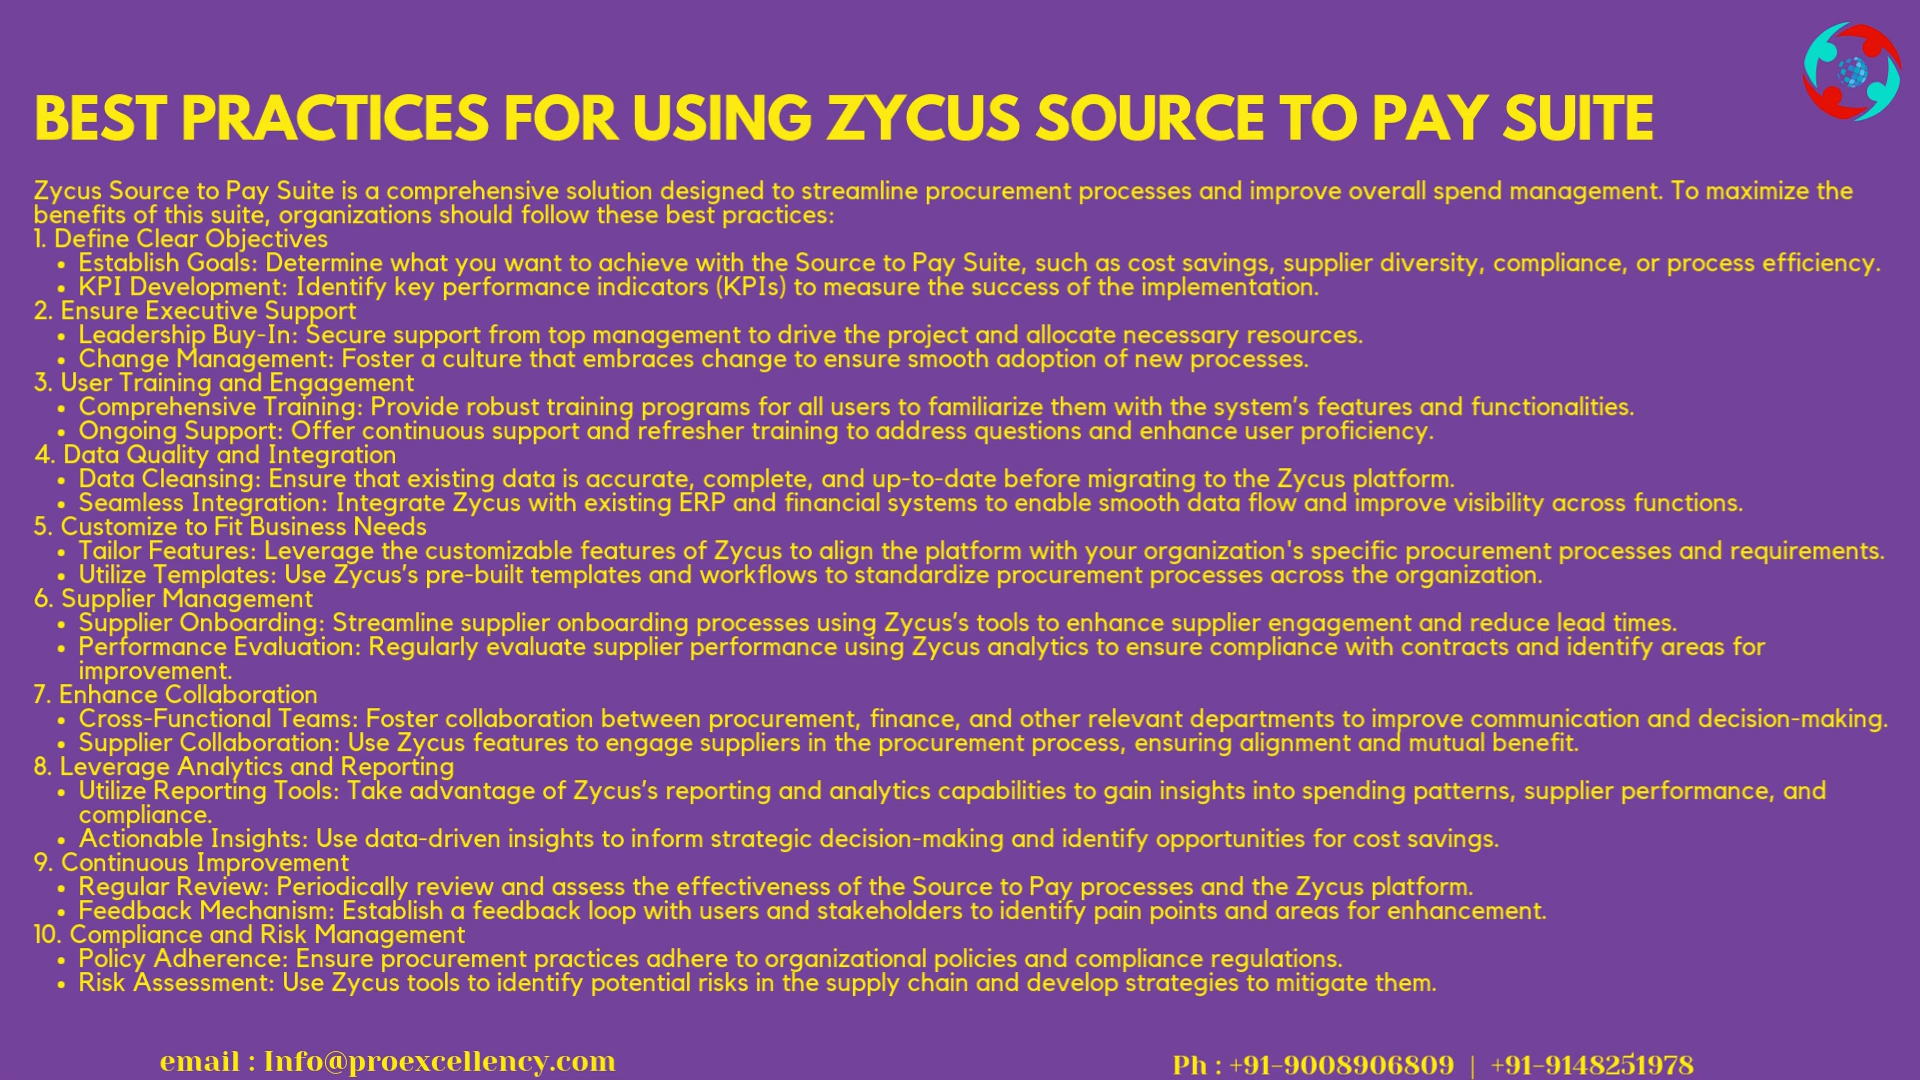 BEST PRACTICES FOR USING ZYCUS SOURCE TO PAY SUITE
Zycus Source to Pay Suite is a comprehensive solution designed to streamline procurement processes and improve overall spend management. To maximize the
benefits of this suite, organizations should follow these best practices:
1. Define Clear Objectives
• Establish Goals: Determine what you want to achieve with the Source to Pay Suite, such as cost savings, supplier diversity, compliance, or process efficiency.
• KPI Development: Identify key performance indicators (KPIs) to measure the success of the implementation.
2. Ensure Executive Support
• Leadership Buy-In: Secure support from top management to drive the project and allocate necessary resources.
• Change Management: Foster a culture that embraces change to ensure smooth adoption of new processes.
3. User Training and Engagement
• Comprehensive Training: Provide robust training programs for all users to familiarize them with the system’s features and functionalities.
• Ongoing Support: Offer continuous support and refresher training to address questions and enhance user proficiency.
4. Data Quality and Integration
• Data Cleansing: Ensure that existing data is accurate, complete, and up-to-date before migrating to the Zycus platform.
• Seamless Integration: Integrate Zycus with existing ERP and financial systems to enable smooth data flow and improve visibility across functions.
5. Customize to Fit Business Needs
• Tailor Features: Leverage the customizable features of Zycus to align the platform with your organization's specific procurement processes and requirements.
• Utilize Templates: Use Zycus’s pre-built templates and workflows to standardize procurement processes across the organization.
6. Supplier Management
• Supplier Onboarding: Streamline supplier onboarding processes using Zycus’s tools to enhance supplier engagement and reduce lead times.
• Performance Evaluation: Regularly evaluate supplier performance using Zycus analytics to ensure compliance with contracts and identify areas for
improvement.
7. Enhance Collaboration
• Cross-Functional Teams: Foster collaboration between procurement, finance, and other relevant departments to improve communication and decision-making.
• Supplier Collaboration: Use Zycus features to engage suppliers in the procurement process, ensuring alignment and mutual benefit.
8. Leverage Analytics and Reporting
• Utilize Reporting Tools: Take advantage of Zycus’s reporting and analytics capabilities to gain insights into spending patterns, supplier performance, and
compliance.
• Actionable Insights: Use data-driven insights to inform strategic decision-making and identify opportunities for cost savings.
9. Continuous Improvement
• Regular Review: Periodically review and assess the effectiveness of the Source to Pay processes and the Zycus platform.
• Feedback Mechanism: Establish a feedback loop with users and stakeholders to identify pain points and areas for enhancement.
10. Compliance and Risk Management
• Policy Adherence: Ensure procurement practices adhere to organizational policies and compliance regulations.
• Risk Assessment: Use Zycus tools to identify potential risks in the supply chain and develop strategies to mitigate them.
email : Info@proexcellency.com
Ph : +91-9008906809 | +91-9148251978